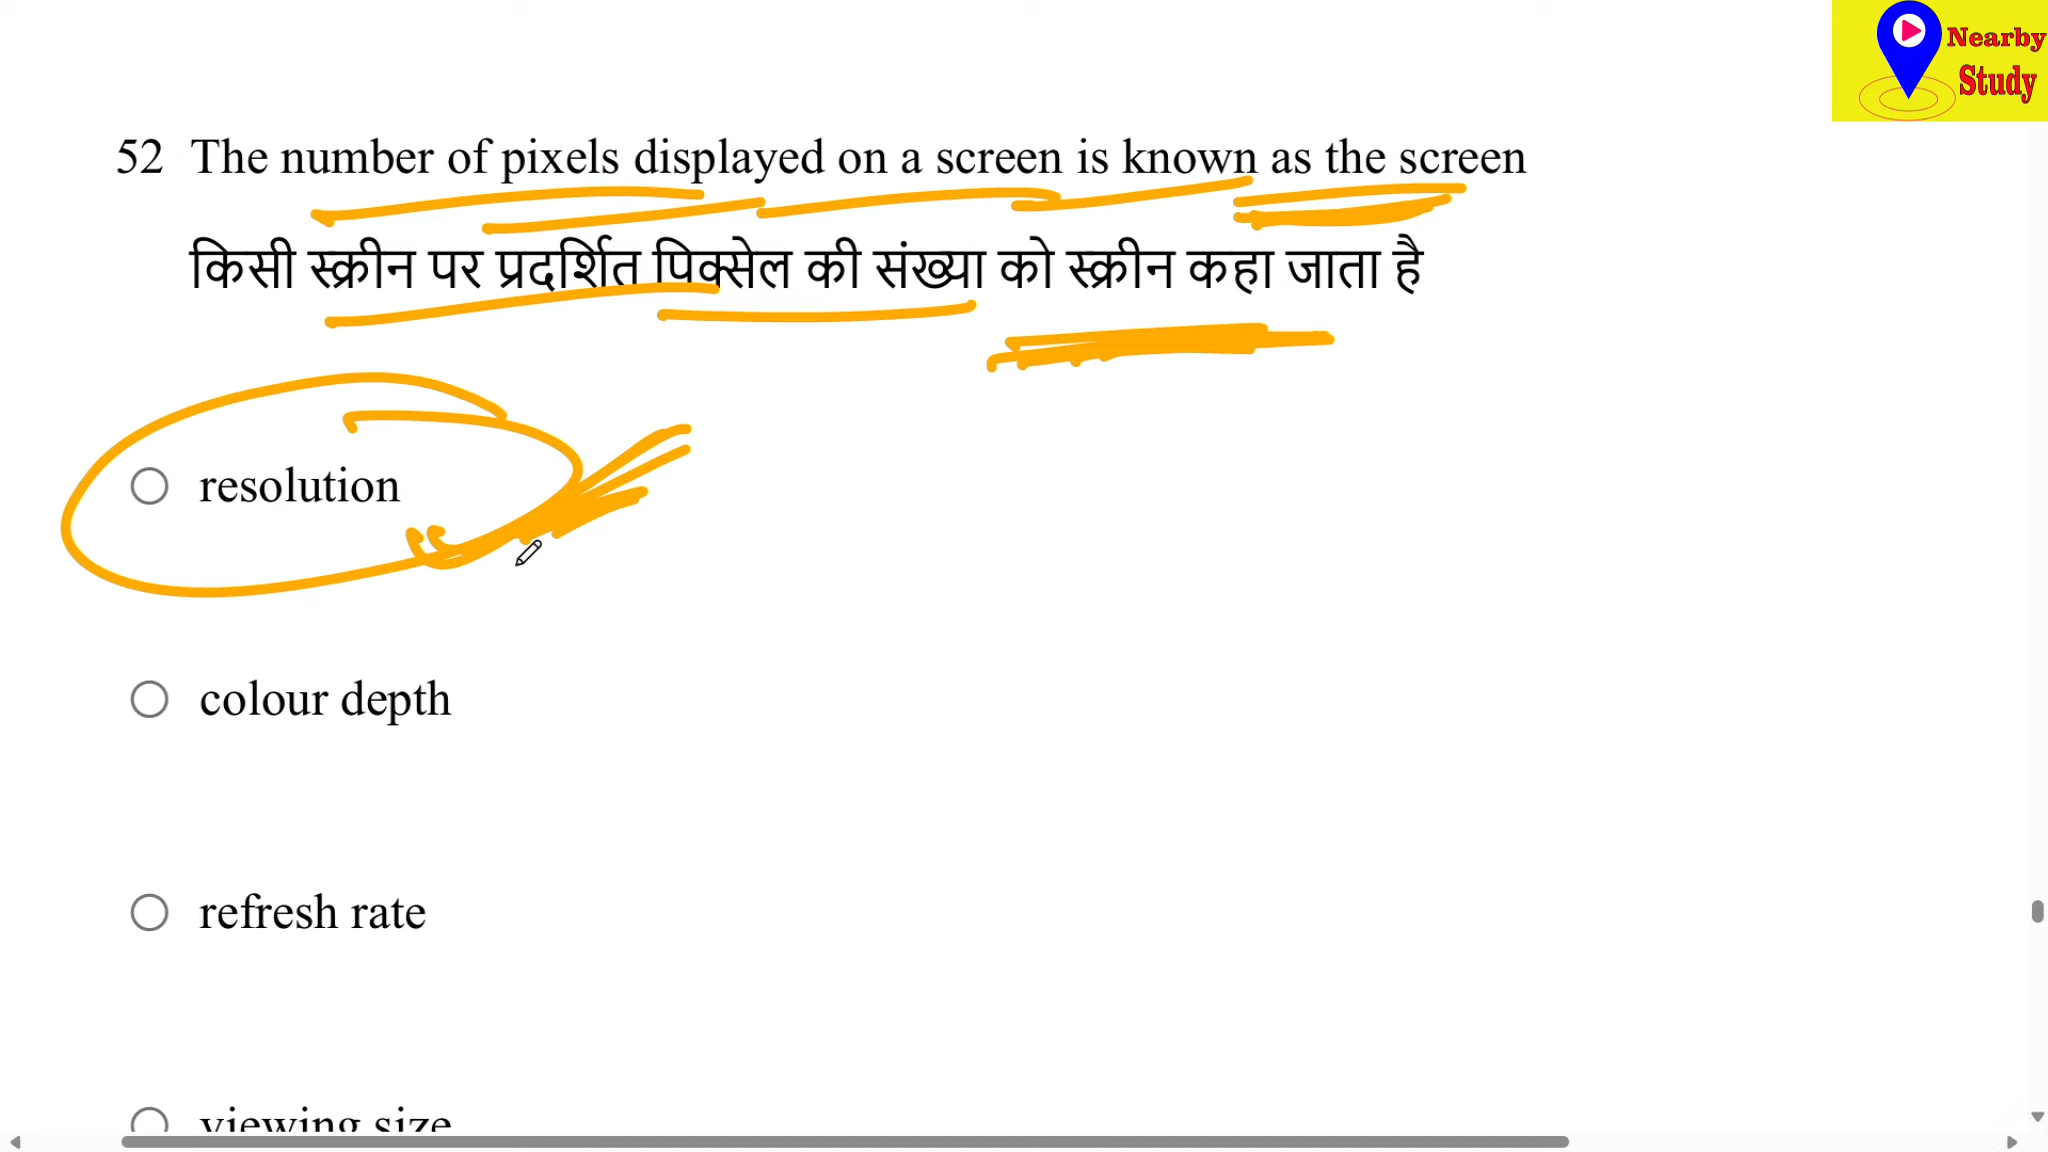 Nearby
Study
52 The number of pixels displayed on a screen is known as the screen
किसी स्क्रीन पर प्रदर्शित पिक्सेल की संख्या को स्क्रीन कहा जाता है
resolution
colour depth
refresh rate
viewing size